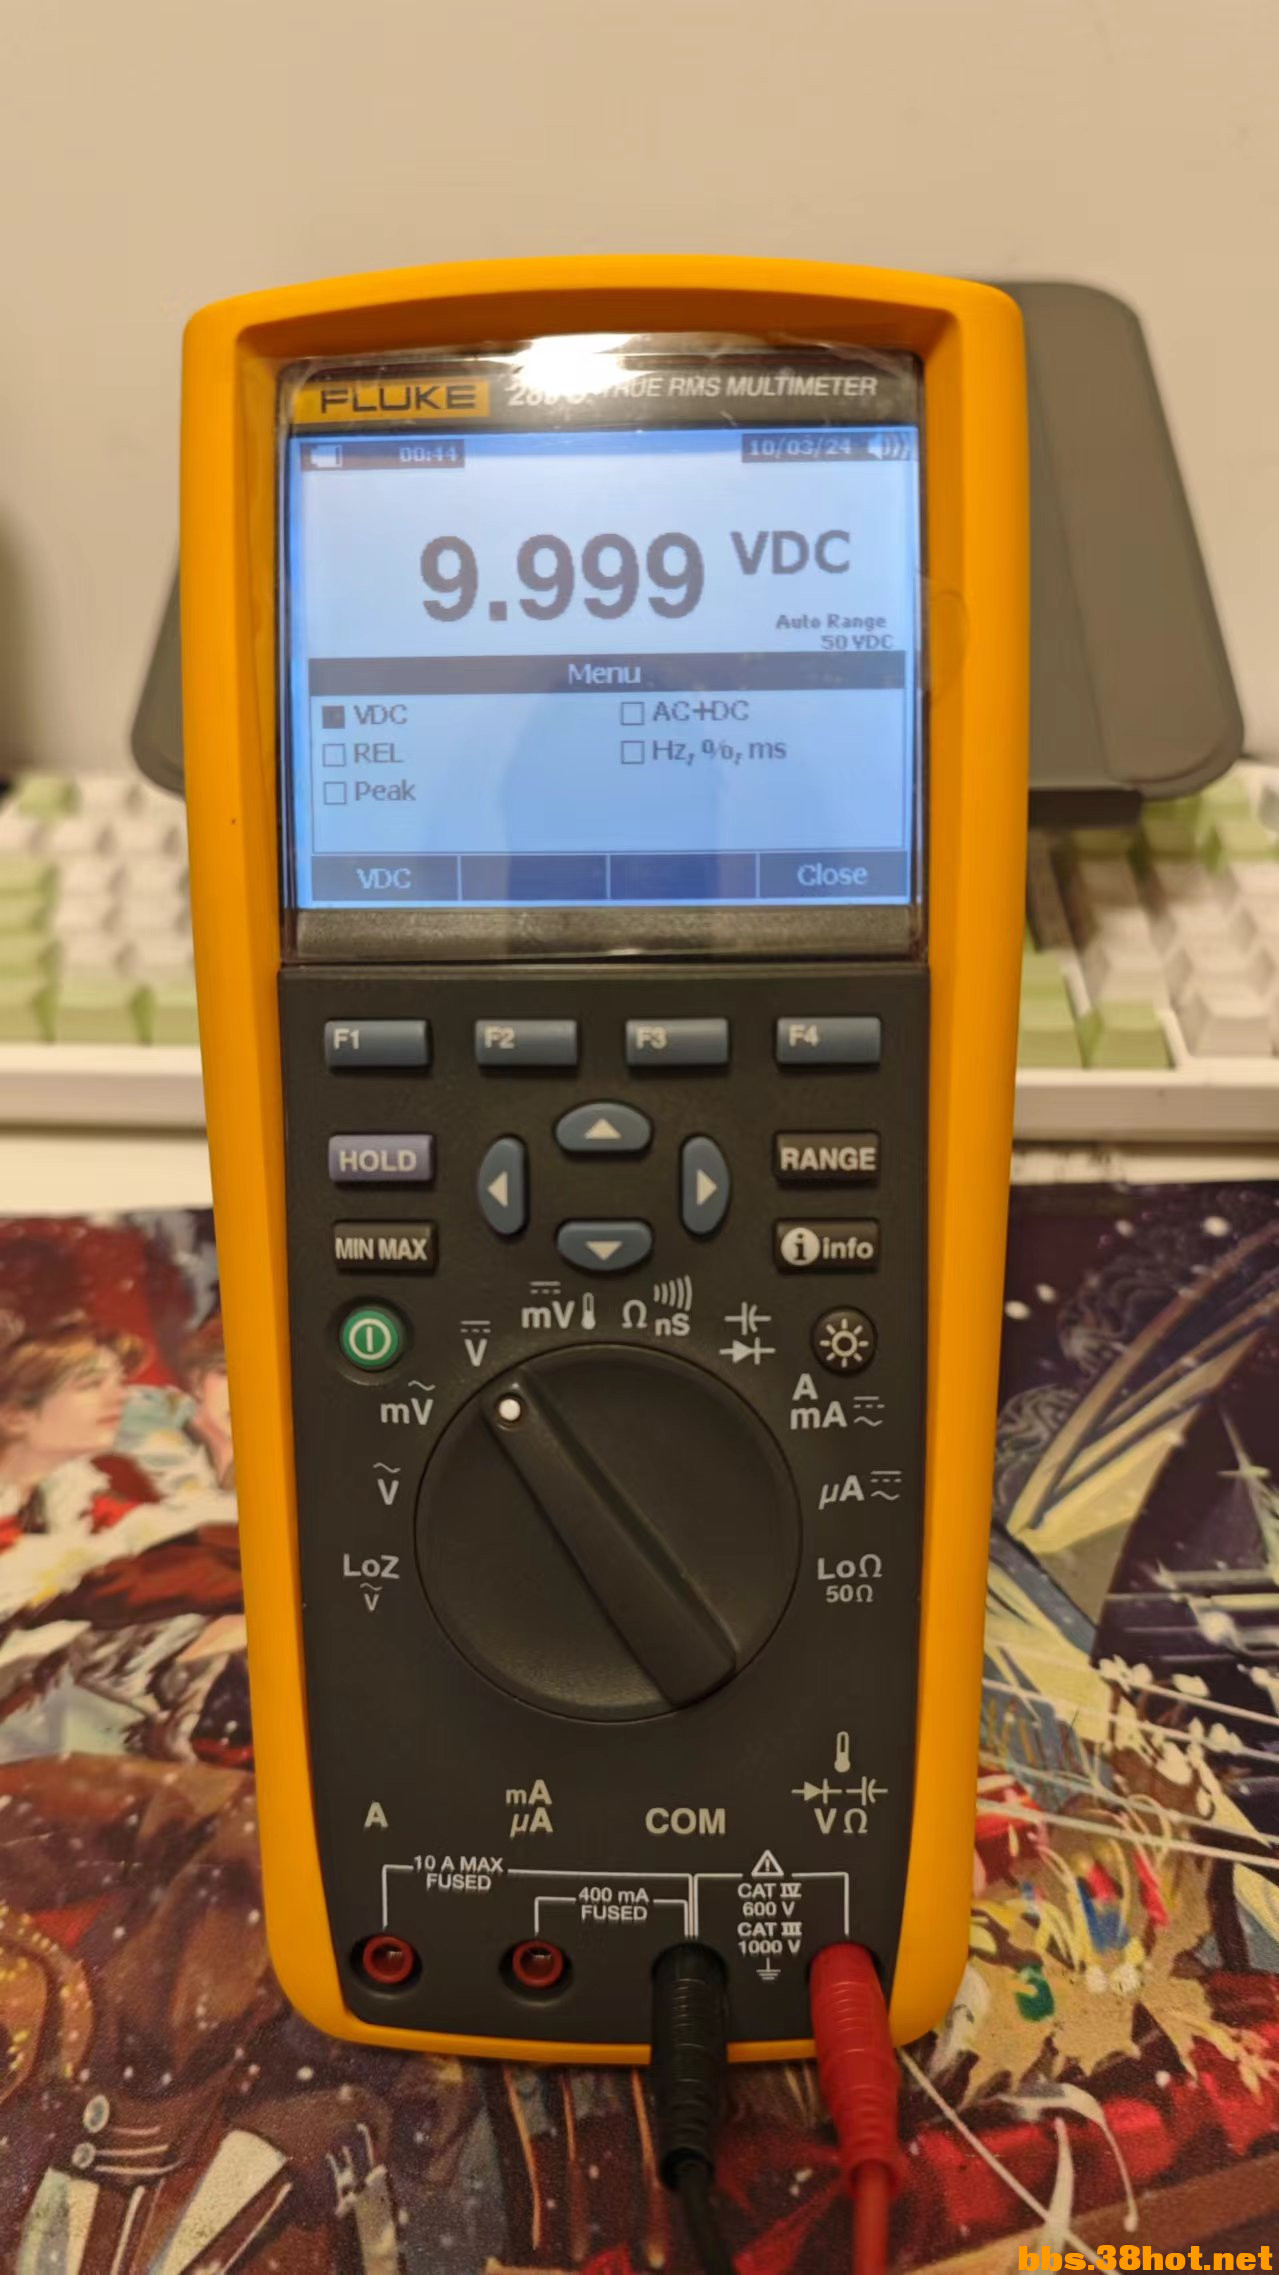 FLUKE
TRUE RMS MULTIMETER
00:44
10/03/24
9.999 VDC
Auto Range
50 VDC
Menu
VDC
AC+DC
REL
Hz, %, ms
Peak
VDC
Close
F1
F2
F3
F4
HOLD
RANGE
MIN MAX
i info
mV
Ω
nS
V
mV
A
mA
V
µA
LoZ
V
LoΩ
50Ω
A
mA
µA
COM
V Ω
10 A MAX
FUSED
400 mA
FUSED
CAT IV
600 V
CAT III
1000 V
bbs.38hot.net